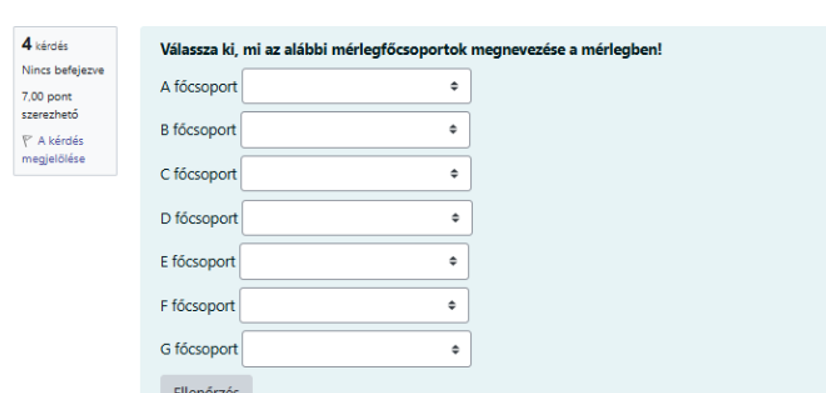 4 kérdés
Nincs befejezve
7,00 pont
szerezhető
A kérdés
megjelölése
Válassza ki, mi az alábbi mérlegfőcsoportok megnevezése a mérlegben!
A főcsoport
B főcsoport
C főcsoport
D főcsoport
E főcsoport
F főcsoport
G főcsoport
Ellenőrzés